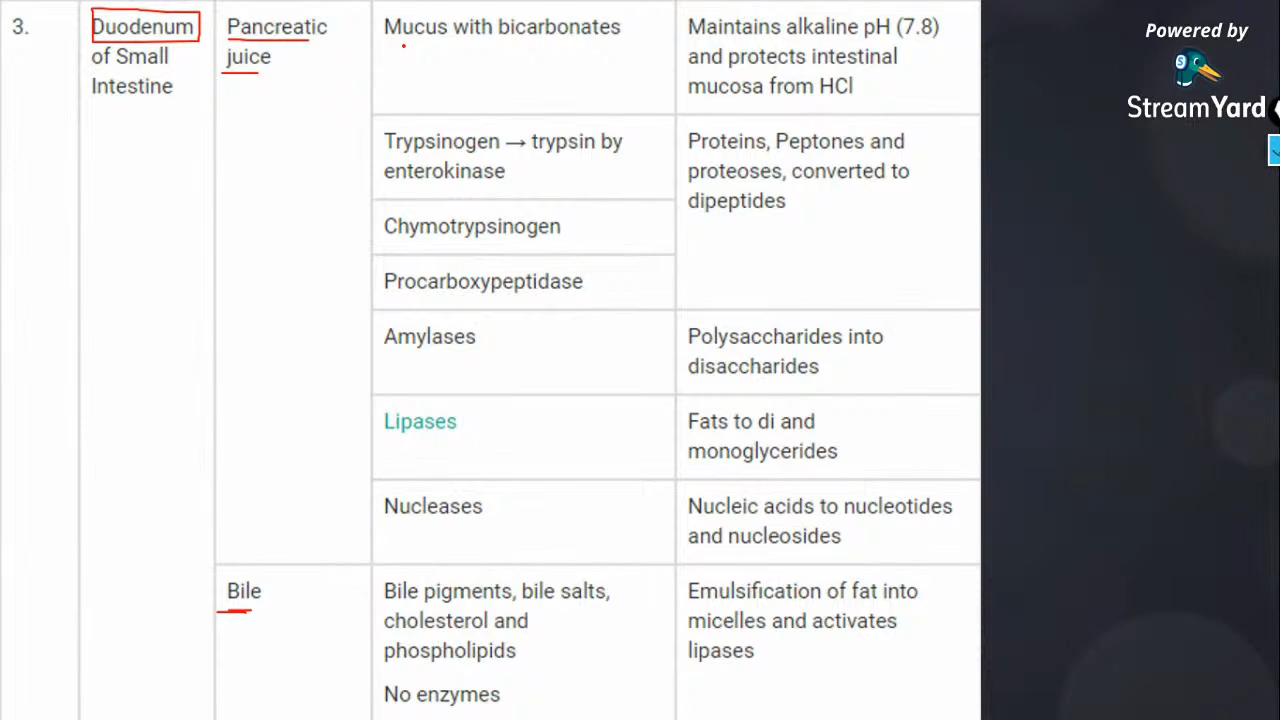 3.
Duodenum
of Small
Intestine
Pancreatic
juice
Mucus with bicarbonates
Maintains alkaline pH (7.8)
and protects intestinal
mucosa from HCl
Trypsinogen → trypsin by
enterokinase
Proteins, Peptones and
proteoses, converted to
dipeptides
Chymotrypsinogen
Procarboxypeptidase
Amylases
Polysaccharides into
disaccharides
Lipases
Fats to di and
monoglycerides
Nucleases
Nucleic acids to nucleotides
and nucleosides
Bile
Bile pigments, bile salts,
cholesterol and
phospholipids
No enzymes
Emulsification of fat into
micelles and activates
lipases
Powered by
S
StreamYard